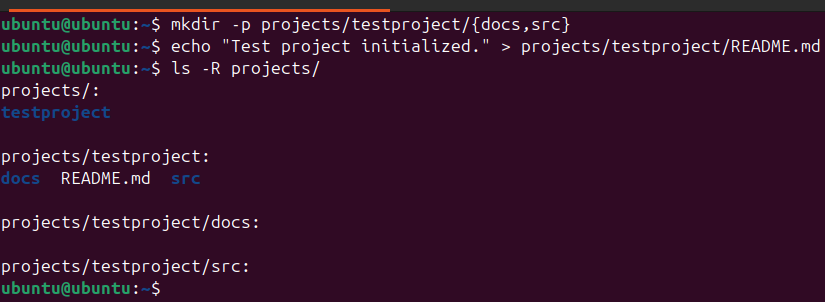 ubuntu@ubuntu:~$ mkdir -p projects/testproject/{docs,src}
ubuntu@ubuntu:~$ echo "Test project initialized." > projects/testproject/README.md
ubuntu@ubuntu:~$ ls -R projects/
projects/:
testproject
projects/testproject:
docs  README.md  src
projects/testproject/docs:
projects/testproject/src:
ubuntu@ubuntu:~$